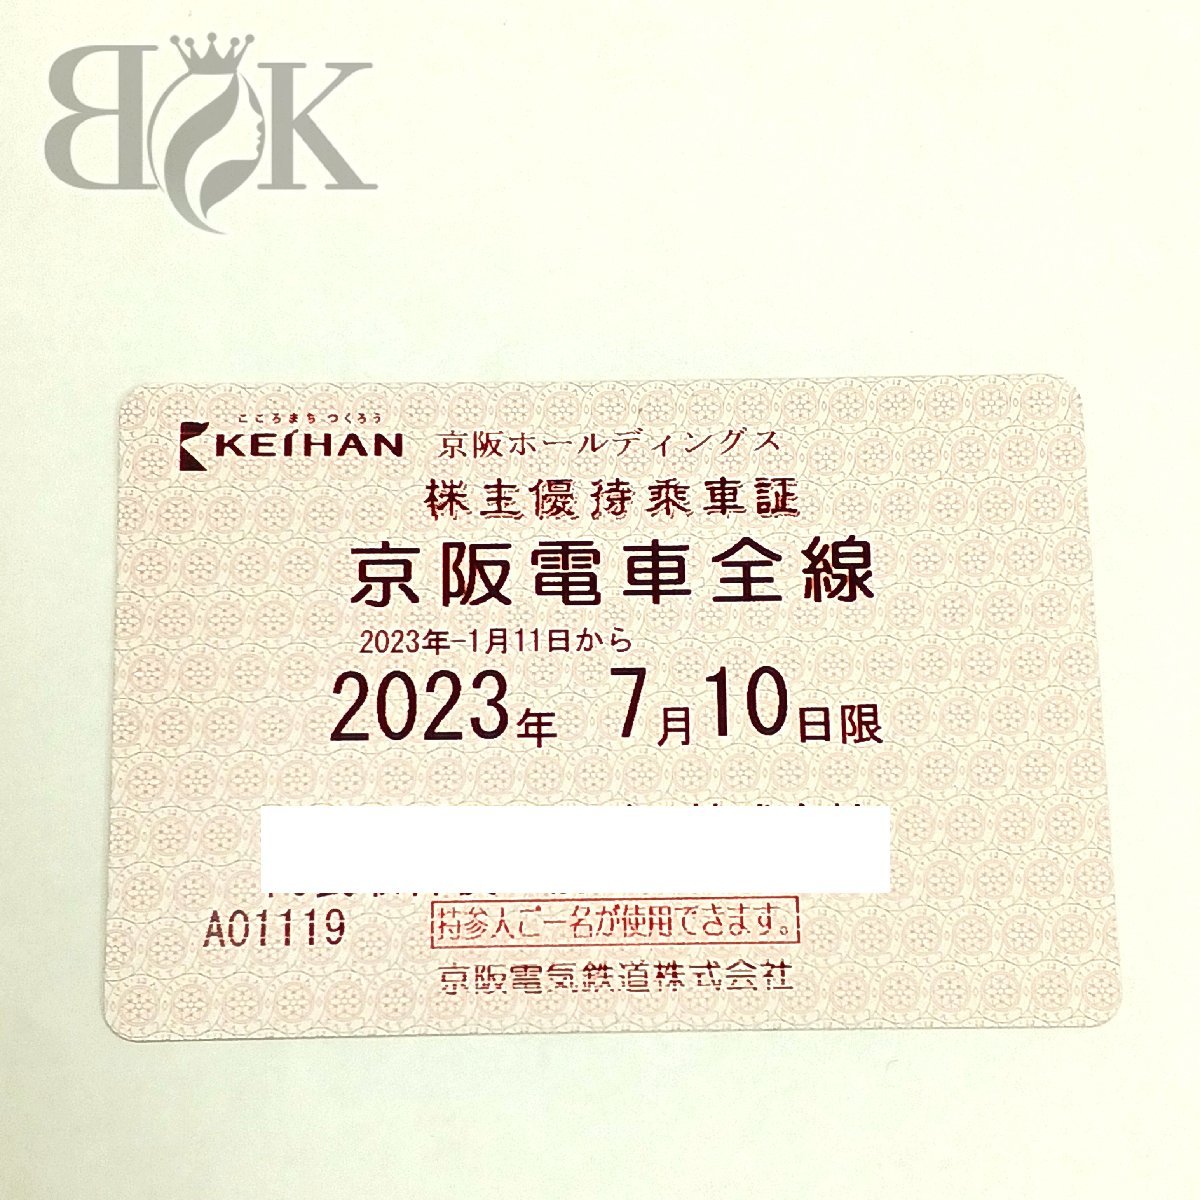 BK
こころまち つくろう
KEIHAN 京阪ホールディングス
株主優待乗車証
京阪電車全線
2023年-1月11日から
2023年 7月10日限
A01119
持参人ご一名が使用できます。
京阪電気鉄道株式会社